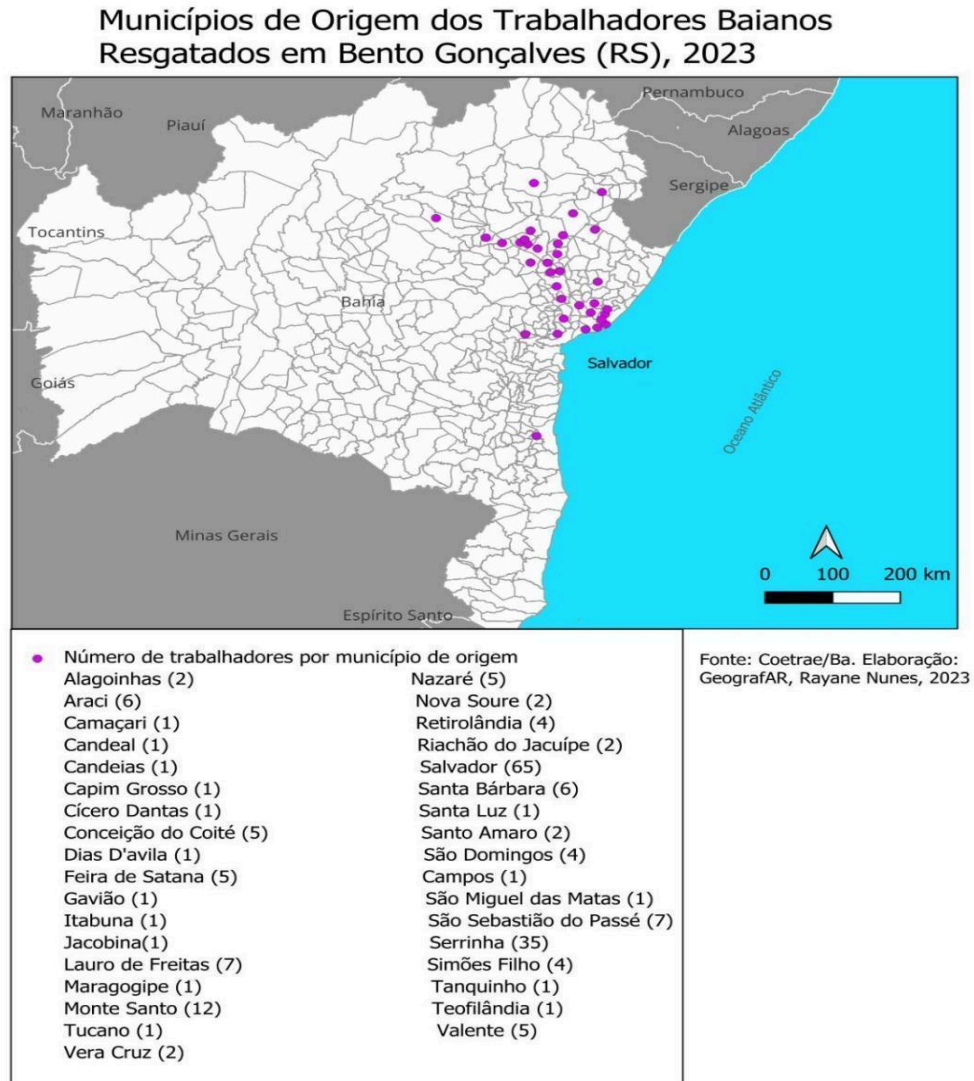 Municípios de Origem dos Trabalhadores Baianos
Resgatados em Bento Gonçalves (RS), 2023
Maranhão
Piauí
Pernambuco
Alagoas
Sergipe
Tocantins
Bahia
Goiás
Salvador
Oceano Atlântico
Minas Gerais
Espírito Santo
0 100 200 km
Número de trabalhadores por município de origem
Alagoinhas (2)
Araci (6)
Camaçari (1)
Candeal (1)
Candeias (1)
Capim Grosso (1)
Cícero Dantas (1)
Conceição do Coité (5)
Dias D'avila (1)
Feira de Satana (5)
Gavião (1)
Itabuna (1)
Jacobina(1)
Lauro de Freitas (7)
Maragogipe (1)
Monte Santo (12)
Tucano (1)
Vera Cruz (2)
Nazaré (5)
Nova Soure (2)
Retirolândia (4)
Riachão do Jacuípe (2)
Salvador (65)
Santa Bárbara (6)
Santa Luz (1)
Santo Amaro (2)
São Domingos (4)
Campos (1)
São Miguel das Matas (1)
São Sebastião do Passé (7)
Serrinha (35)
Simões Filho (4)
Tanquinho (1)
Teofilândia (1)
Valente (5)
Fonte: Coetrae/Ba. Elaboração:
GeografAR, Rayane Nunes, 2023